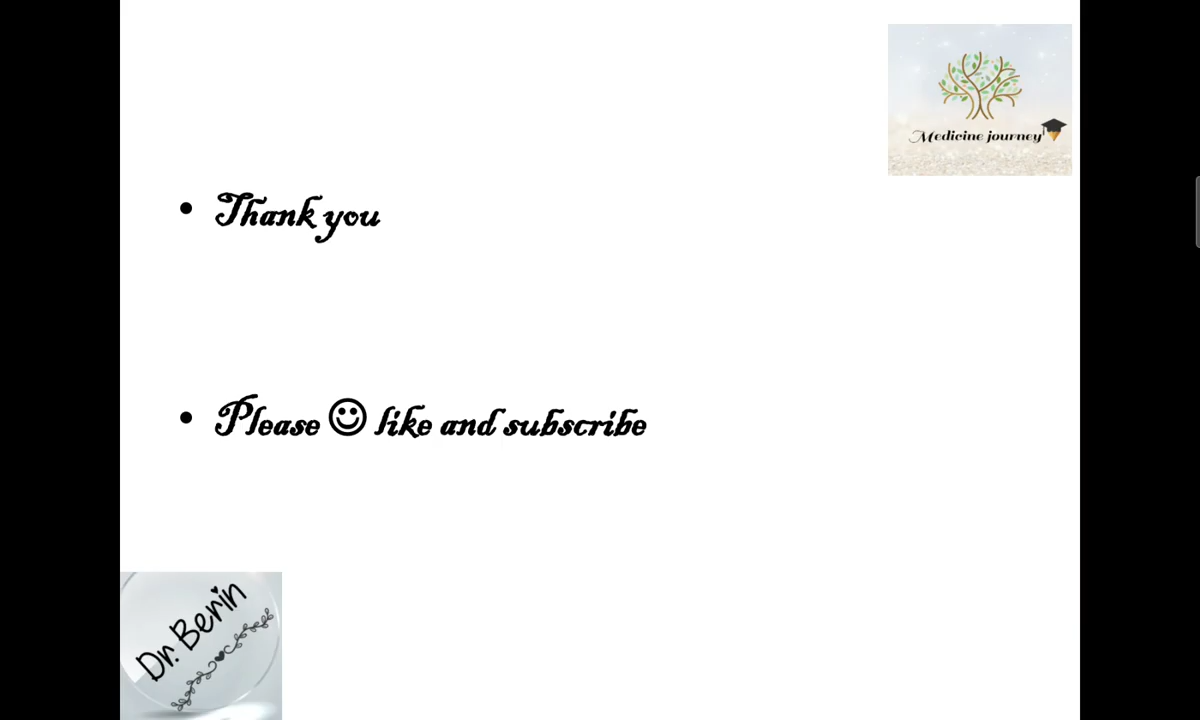 Medicine journey
• Thank you
• Please ☺ like and subscribe
Dr. Berin